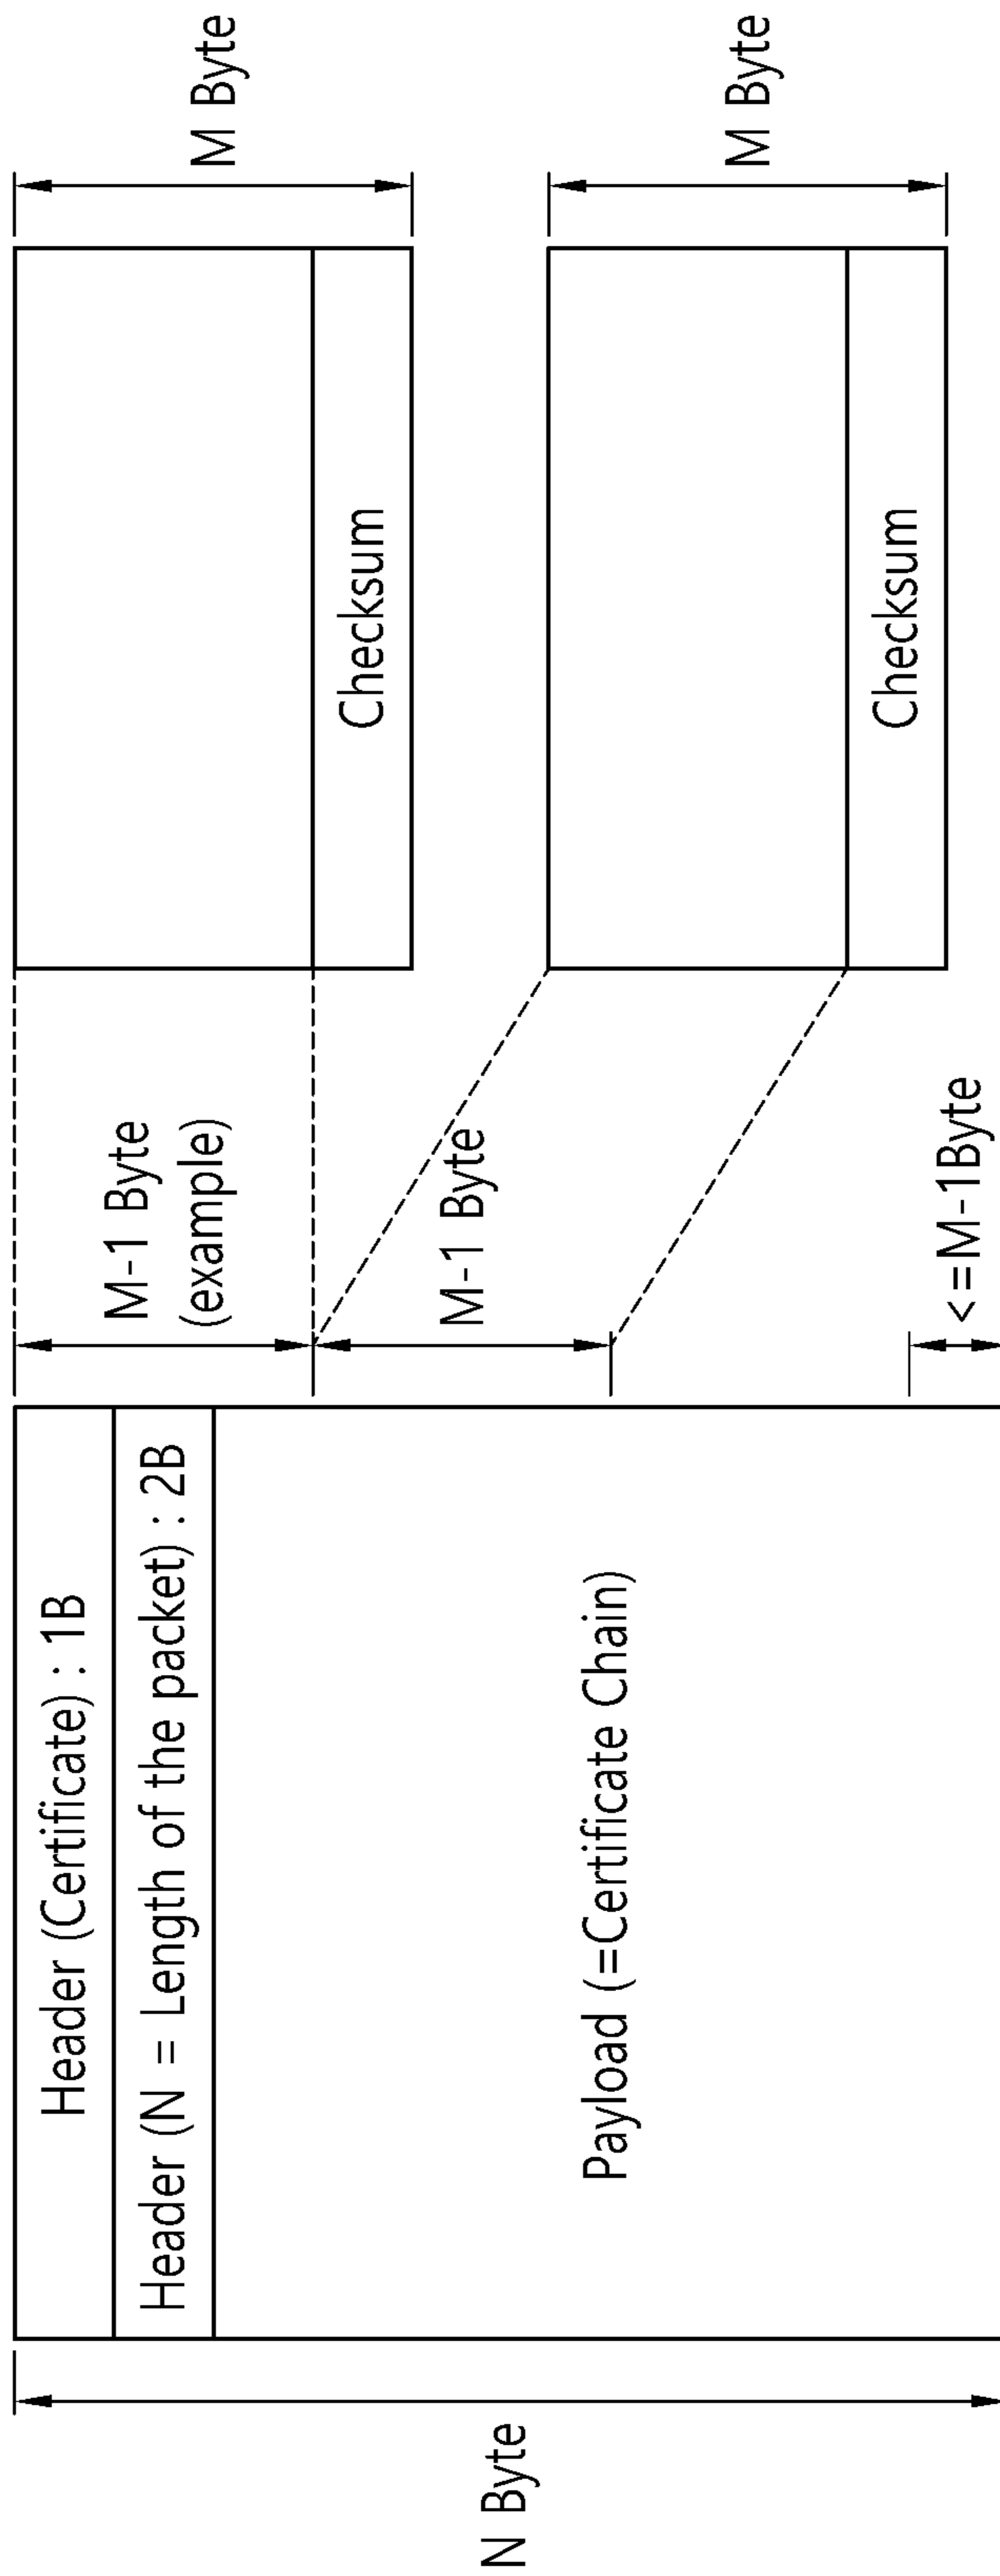 N Byte
Header (Certificate) : 1B
Header (N = Length of the packet) : 2B
Payload (=Certificate Chain)
M-1 Byte
(example)
M-1 Byte
<=M-1Byte
Checksum
M Byte
Checksum
M Byte